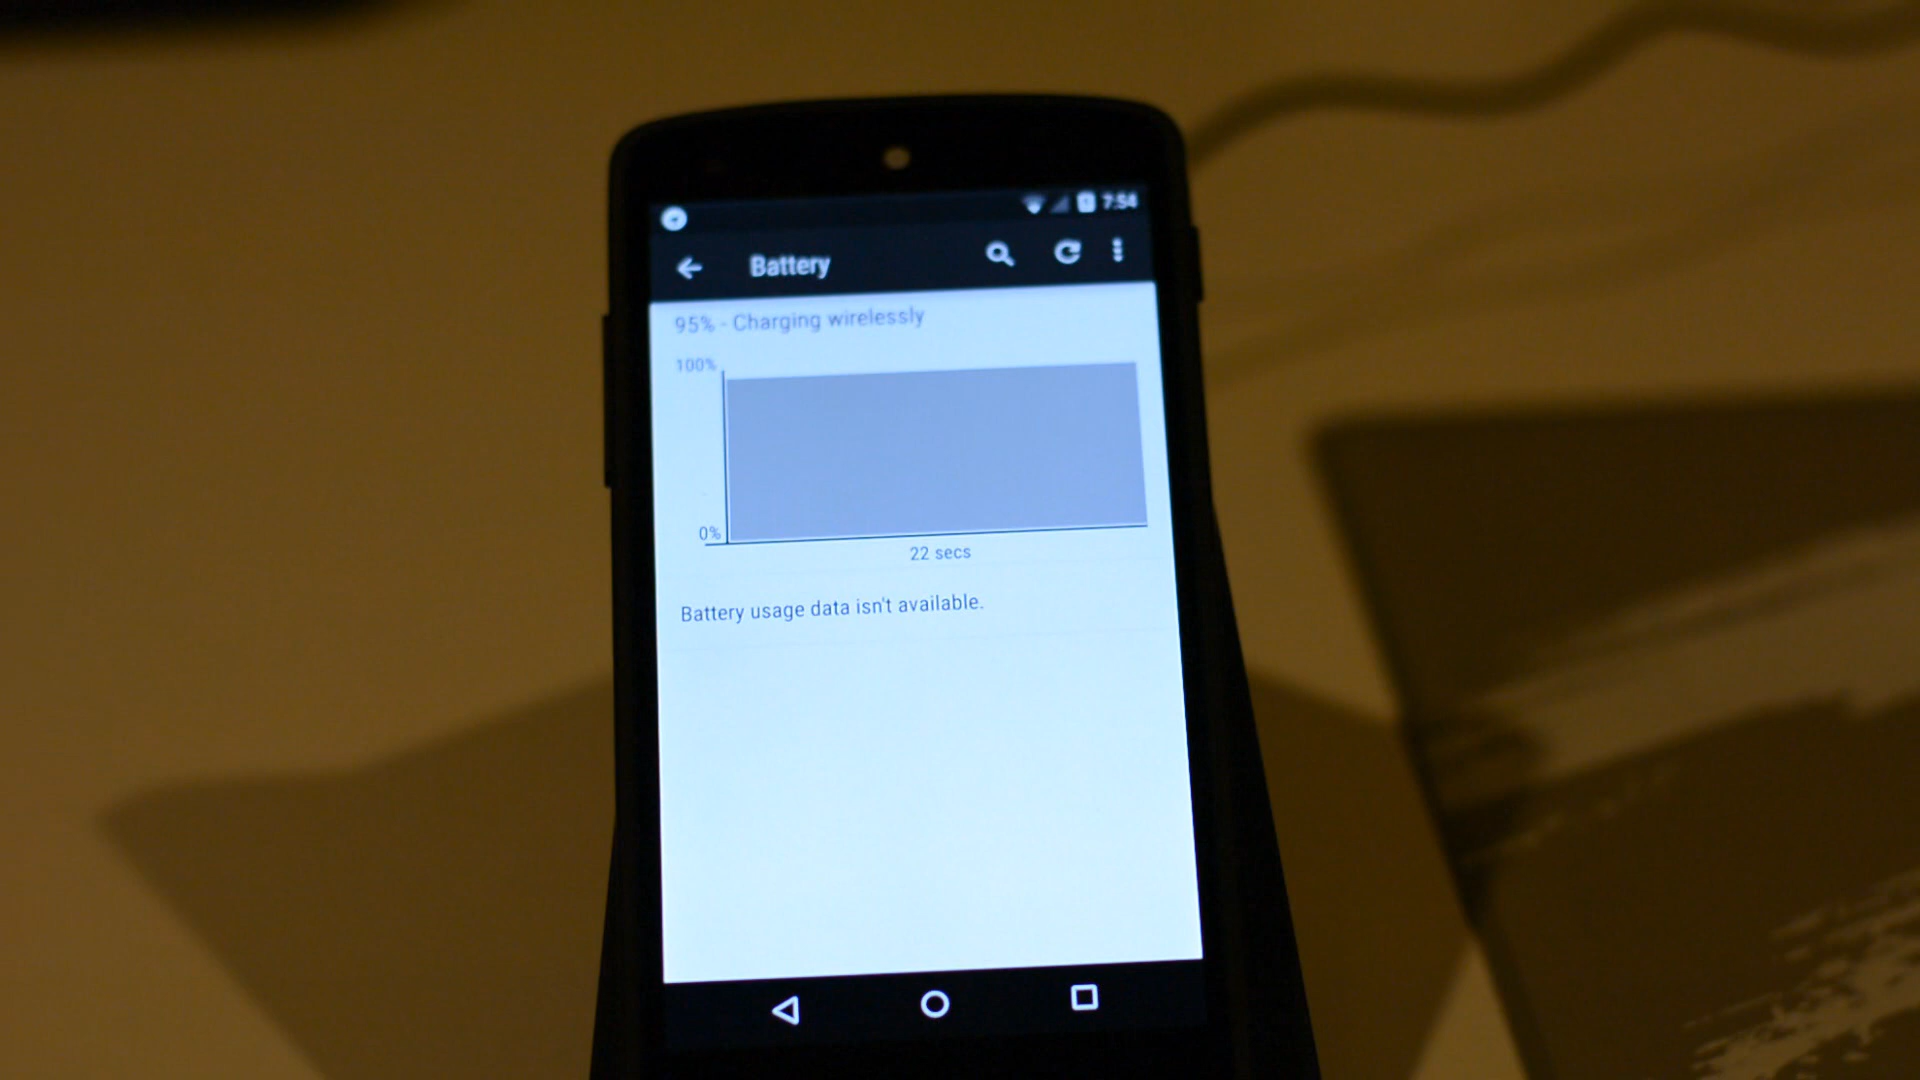 7:54
Battery
95% - Charging wirelessly
100%
0%
22 secs
Battery usage data isn't available.